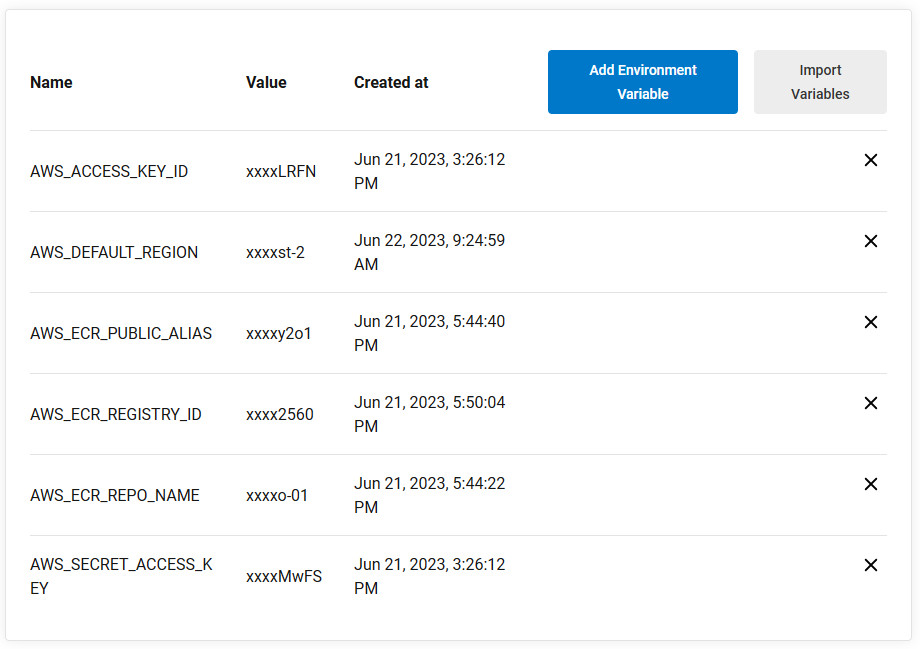 Name Value Created at Add Environment Variable Import Variables
AWS_ACCESS_KEY_ID xxxxLRFN Jun 21, 2023, 3:26:12 PM
AWS_DEFAULT_REGION xxxxst-2 Jun 22, 2023, 9:24:59 AM
AWS_ECR_PUBLIC_ALIAS xxxxy2o1 Jun 21, 2023, 5:44:40 PM
AWS_ECR_REGISTRY_ID xxxx2560 Jun 21, 2023, 5:50:04 PM
AWS_ECR_REPO_NAME xxxxo-01 Jun 21, 2023, 5:44:22 PM
AWS_SECRET_ACCESS_KEY xxxxMwFS Jun 21, 2023, 3:26:12 PM